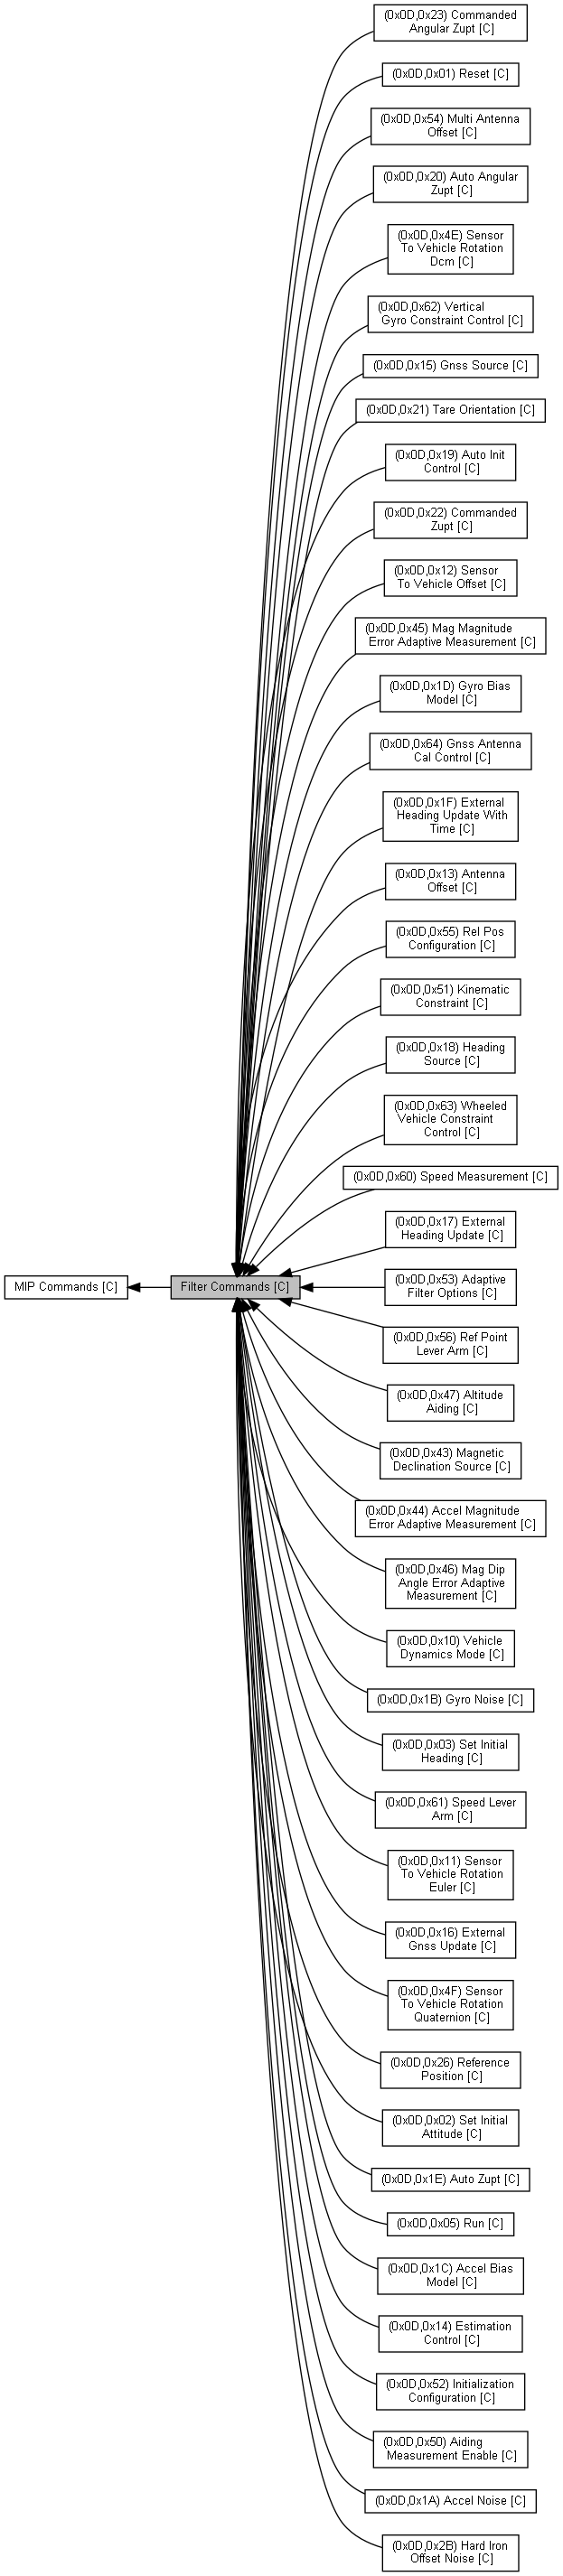 (0x0D,0x23) Commanded
Angular Zupt [C]
(0x0D,0x01) Reset [C]
(0x0D,0x54) Multi Antenna
Offset [C]
(0x0D,0x20) Auto Angular
Zupt [C]
(0x0D,0x4E) Sensor
To Vehicle Rotation
Dcm [C]
(0x0D,0x62) Vertical
Gyro Constraint Control [C]
(0x0D,0x15) Gnss Source [C]
(0x0D,0x21) Tare Orientation [C]
(0x0D,0x19) Auto Init
Control [C]
(0x0D,0x22) Commanded
Zupt [C]
(0x0D,0x12) Sensor
To Vehicle Offset [C]
(0x0D,0x45) Mag Magnitude
Error Adaptive Measurement [C]
(0x0D,0x1D) Gyro Bias
Model [C]
(0x0D,0x64) Gnss Antenna
Cal Control [C]
(0x0D,0x1F) External
Heading Update With
Time [C]
(0x0D,0x13) Antenna
Offset [C]
(0x0D,0x55) Rel Pos
Configuration [C]
(0x0D,0x51) Kinematic
Constraint [C]
(0x0D,0x18) Heading
Source [C]
(0x0D,0x63) Wheeled
Vehicle Constraint
Control [C]
(0x0D,0x60) Speed Measurement [C]
(0x0D,0x17) External
Heading Update [C]
MIP Commands [C]
Filter Commands [C]
(0x0D,0x53) Adaptive
Filter Options [C]
(0x0D,0x56) Ref Point
Lever Arm [C]
(0x0D,0x47) Altitude
Aiding [C]
(0x0D,0x43) Magnetic
Declination Source [C]
(0x0D,0x44) Accel Magnitude
Error Adaptive Measurement [C]
(0x0D,0x46) Mag Dip
Angle Error Adaptive
Measurement [C]
(0x0D,0x10) Vehicle
Dynamics Mode [C]
(0x0D,0x1B) Gyro Noise [C]
(0x0D,0x03) Set Initial
Heading [C]
(0x0D,0x61) Speed Lever
Arm [C]
(0x0D,0x11) Sensor
To Vehicle Rotation
Euler [C]
(0x0D,0x16) External
Gnss Update [C]
(0x0D,0x4F) Sensor
To Vehicle Rotation
Quaternion [C]
(0x0D,0x26) Reference
Position [C]
(0x0D,0x02) Set Initial
Attitude [C]
(0x0D,0x1E) Auto Zupt [C]
(0x0D,0x05) Run [C]
(0x0D,0x1C) Accel Bias
Model [C]
(0x0D,0x14) Estimation
Control [C]
(0x0D,0x52) Initialization
Configuration [C]
(0x0D,0x50) Aiding
Measurement Enable [C]
(0x0D,0x1A) Accel Noise [C]
(0x0D,0x2B) Hard Iron
Offset Noise [C]